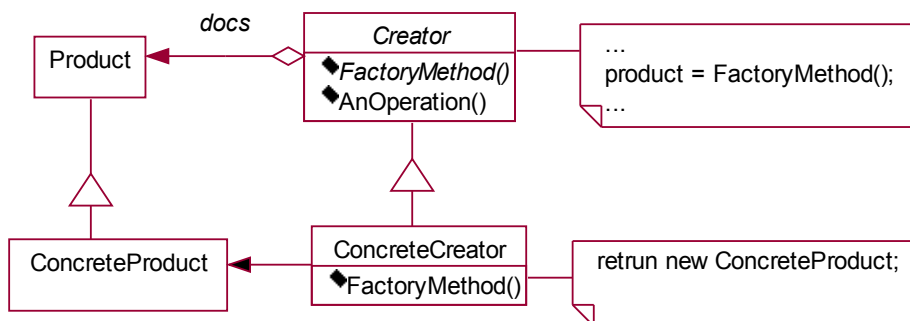 docs
Product
Creator
FactoryMethod()
AnOperation()
...
product = FactoryMethod();
...
ConcreteProduct
ConcreteCreator
FactoryMethod()
retrun new ConcreteProduct;